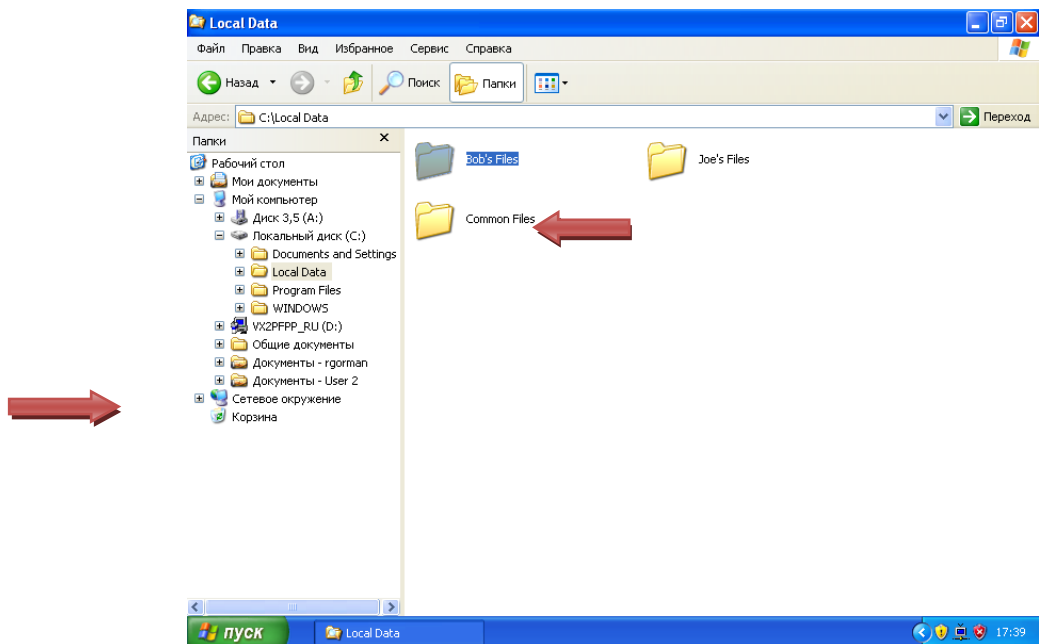 Local Data
Файл Правка Вид Избранное Сервис Справка
Назад Поиск Папки
Адрес: C:\Local Data Переход
Папки
Рабочий стол
Мои документы
Мой компьютер
Диск 3,5 (A:)
Локальный диск (C:)
Documents and Settings
Local Data
Program Files
WINDOWS
VX2PFPP_RU (D:)
Общие документы
Документы - rgorman
Документы - User 2
Сетевое окружение
Корзина
Bob's Files Joe's Files
Common Files
пуск Local Data 17:39